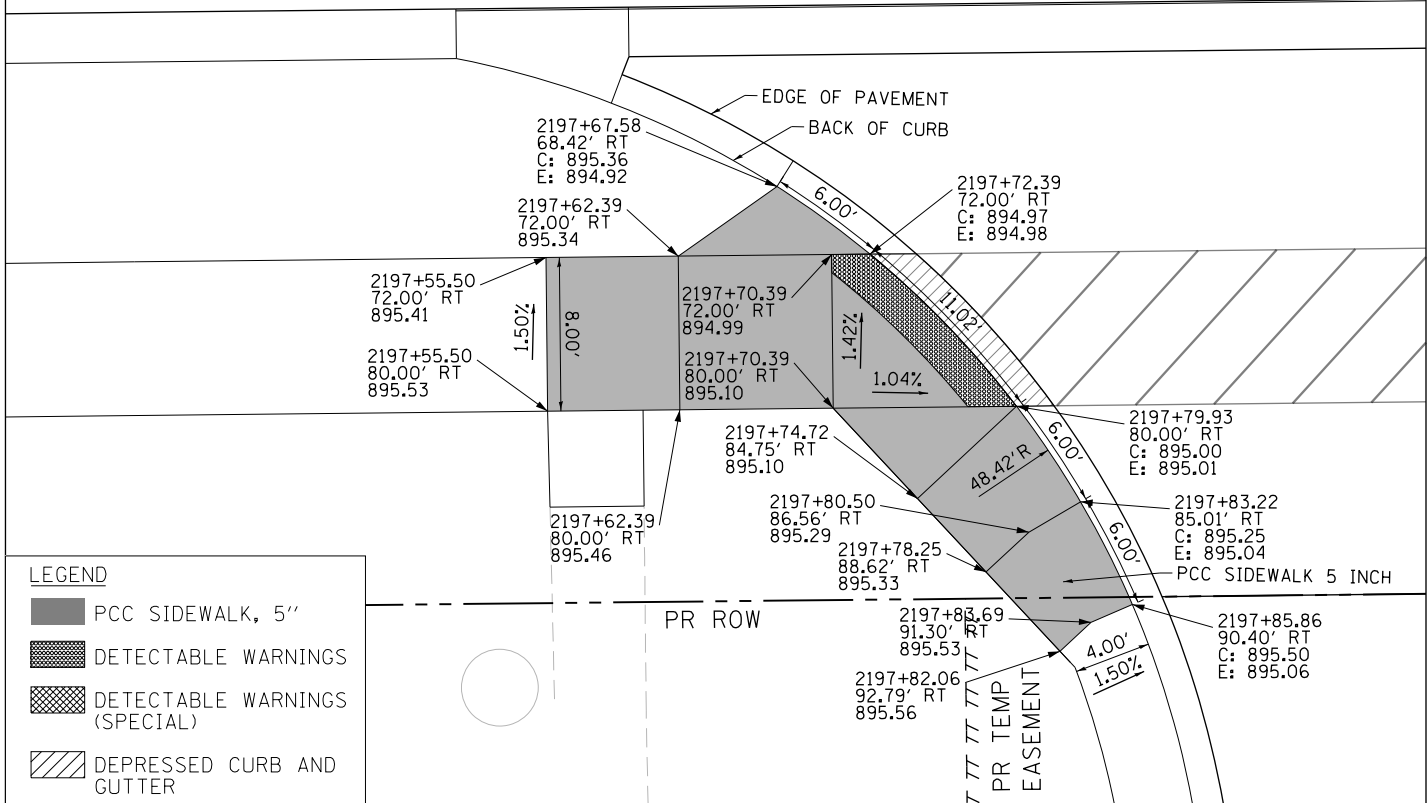 EDGE OF PAVEMENT
BACK OF CURB
2197+67.58
68.42' RT
C: 895.36
E: 894.92
6.00'
2197+72.39
72.00' RT
C: 894.97
E: 894.98
2197+62.39
72.00' RT
895.34
2197+55.50
72.00' RT
895.41
1.50%
8.00'
2197+70.39
72.00' RT
894.99
1.42%
11.02'
2197+55.50
80.00' RT
895.53
2197+70.39
80.00' RT
895.10
1.04%
2197+79.93
80.00' RT
C: 895.00
E: 895.01
6.00'
2197+74.72
84.75' RT
895.10
48.42'R
2197+80.50
86.56' RT
895.29
2197+83.22
85.01' RT
C: 895.25
E: 895.04
6.00'
2197+62.39
80.00' RT
895.46
2197+78.25
88.62' RT
895.33
PCC SIDEWALK 5 INCH
PR ROW
2197+83.69
91.30' RT
895.53
2197+85.86
90.40' RT
C: 895.50
E: 895.06
4.00'
1.50%
2197+82.06
92.79' RT
895.56
PR TEMP
EASEMENT
LEGEND
PCC SIDEWALK, 5''
DETECTABLE WARNINGS
DETECTABLE WARNINGS
(SPECIAL)
DEPRESSED CURB AND
GUTTER